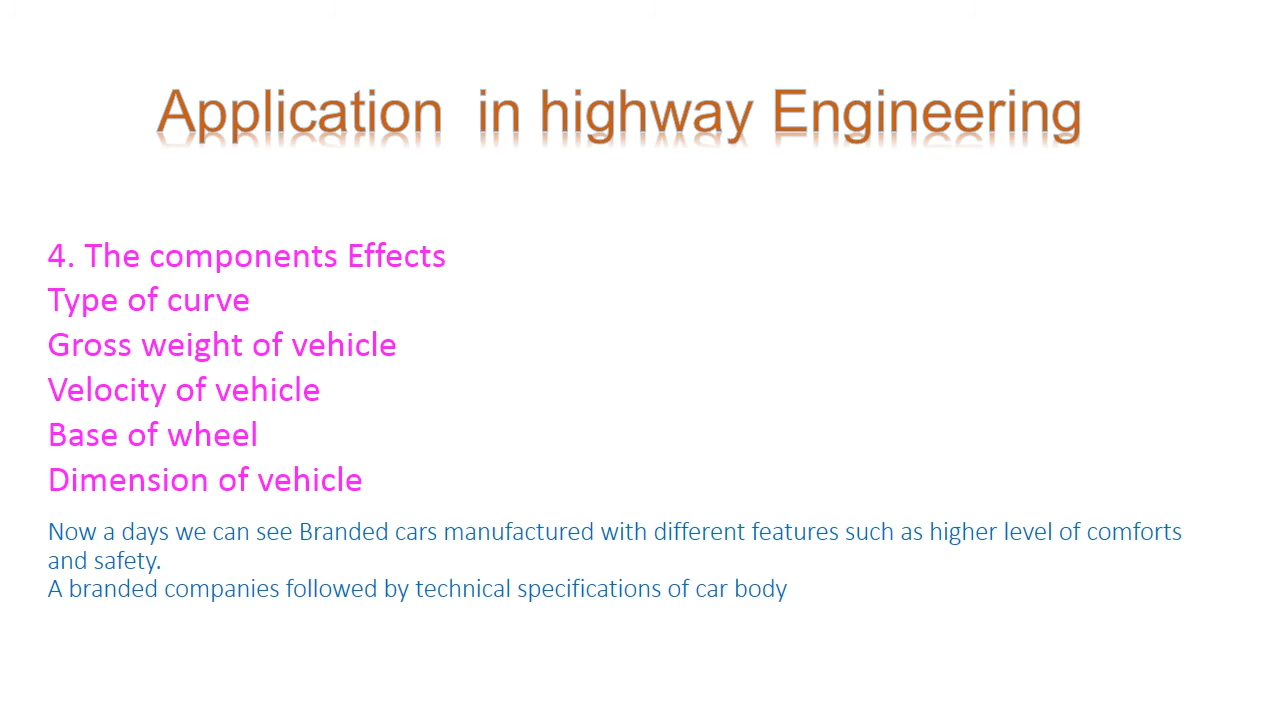 Application in highway Engineering
4. The components Effects
Type of curve
Gross weight of vehicle
Velocity of vehicle
Base of wheel
Dimension of vehicle
Now a days we can see Branded cars manufactured with different features such as higher level of comforts
and safety.
A branded companies followed by technical specifications of car body